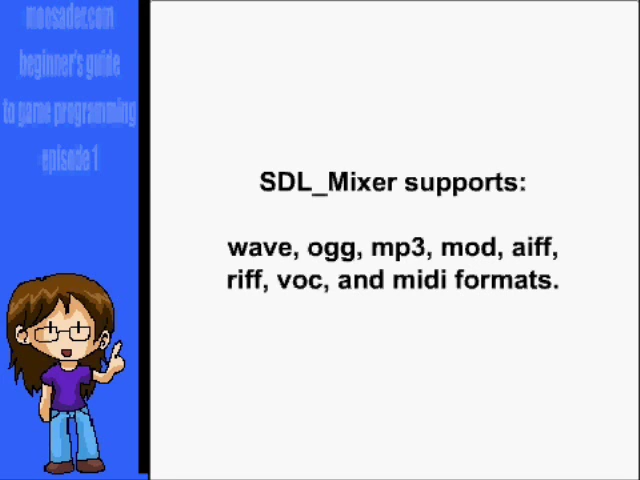 moosader.com
beginner's guide
to game programming
episode 1
SDL_Mixer supports:
wave, ogg, mp3, mod, aiff,
riff, voc, and midi formats.